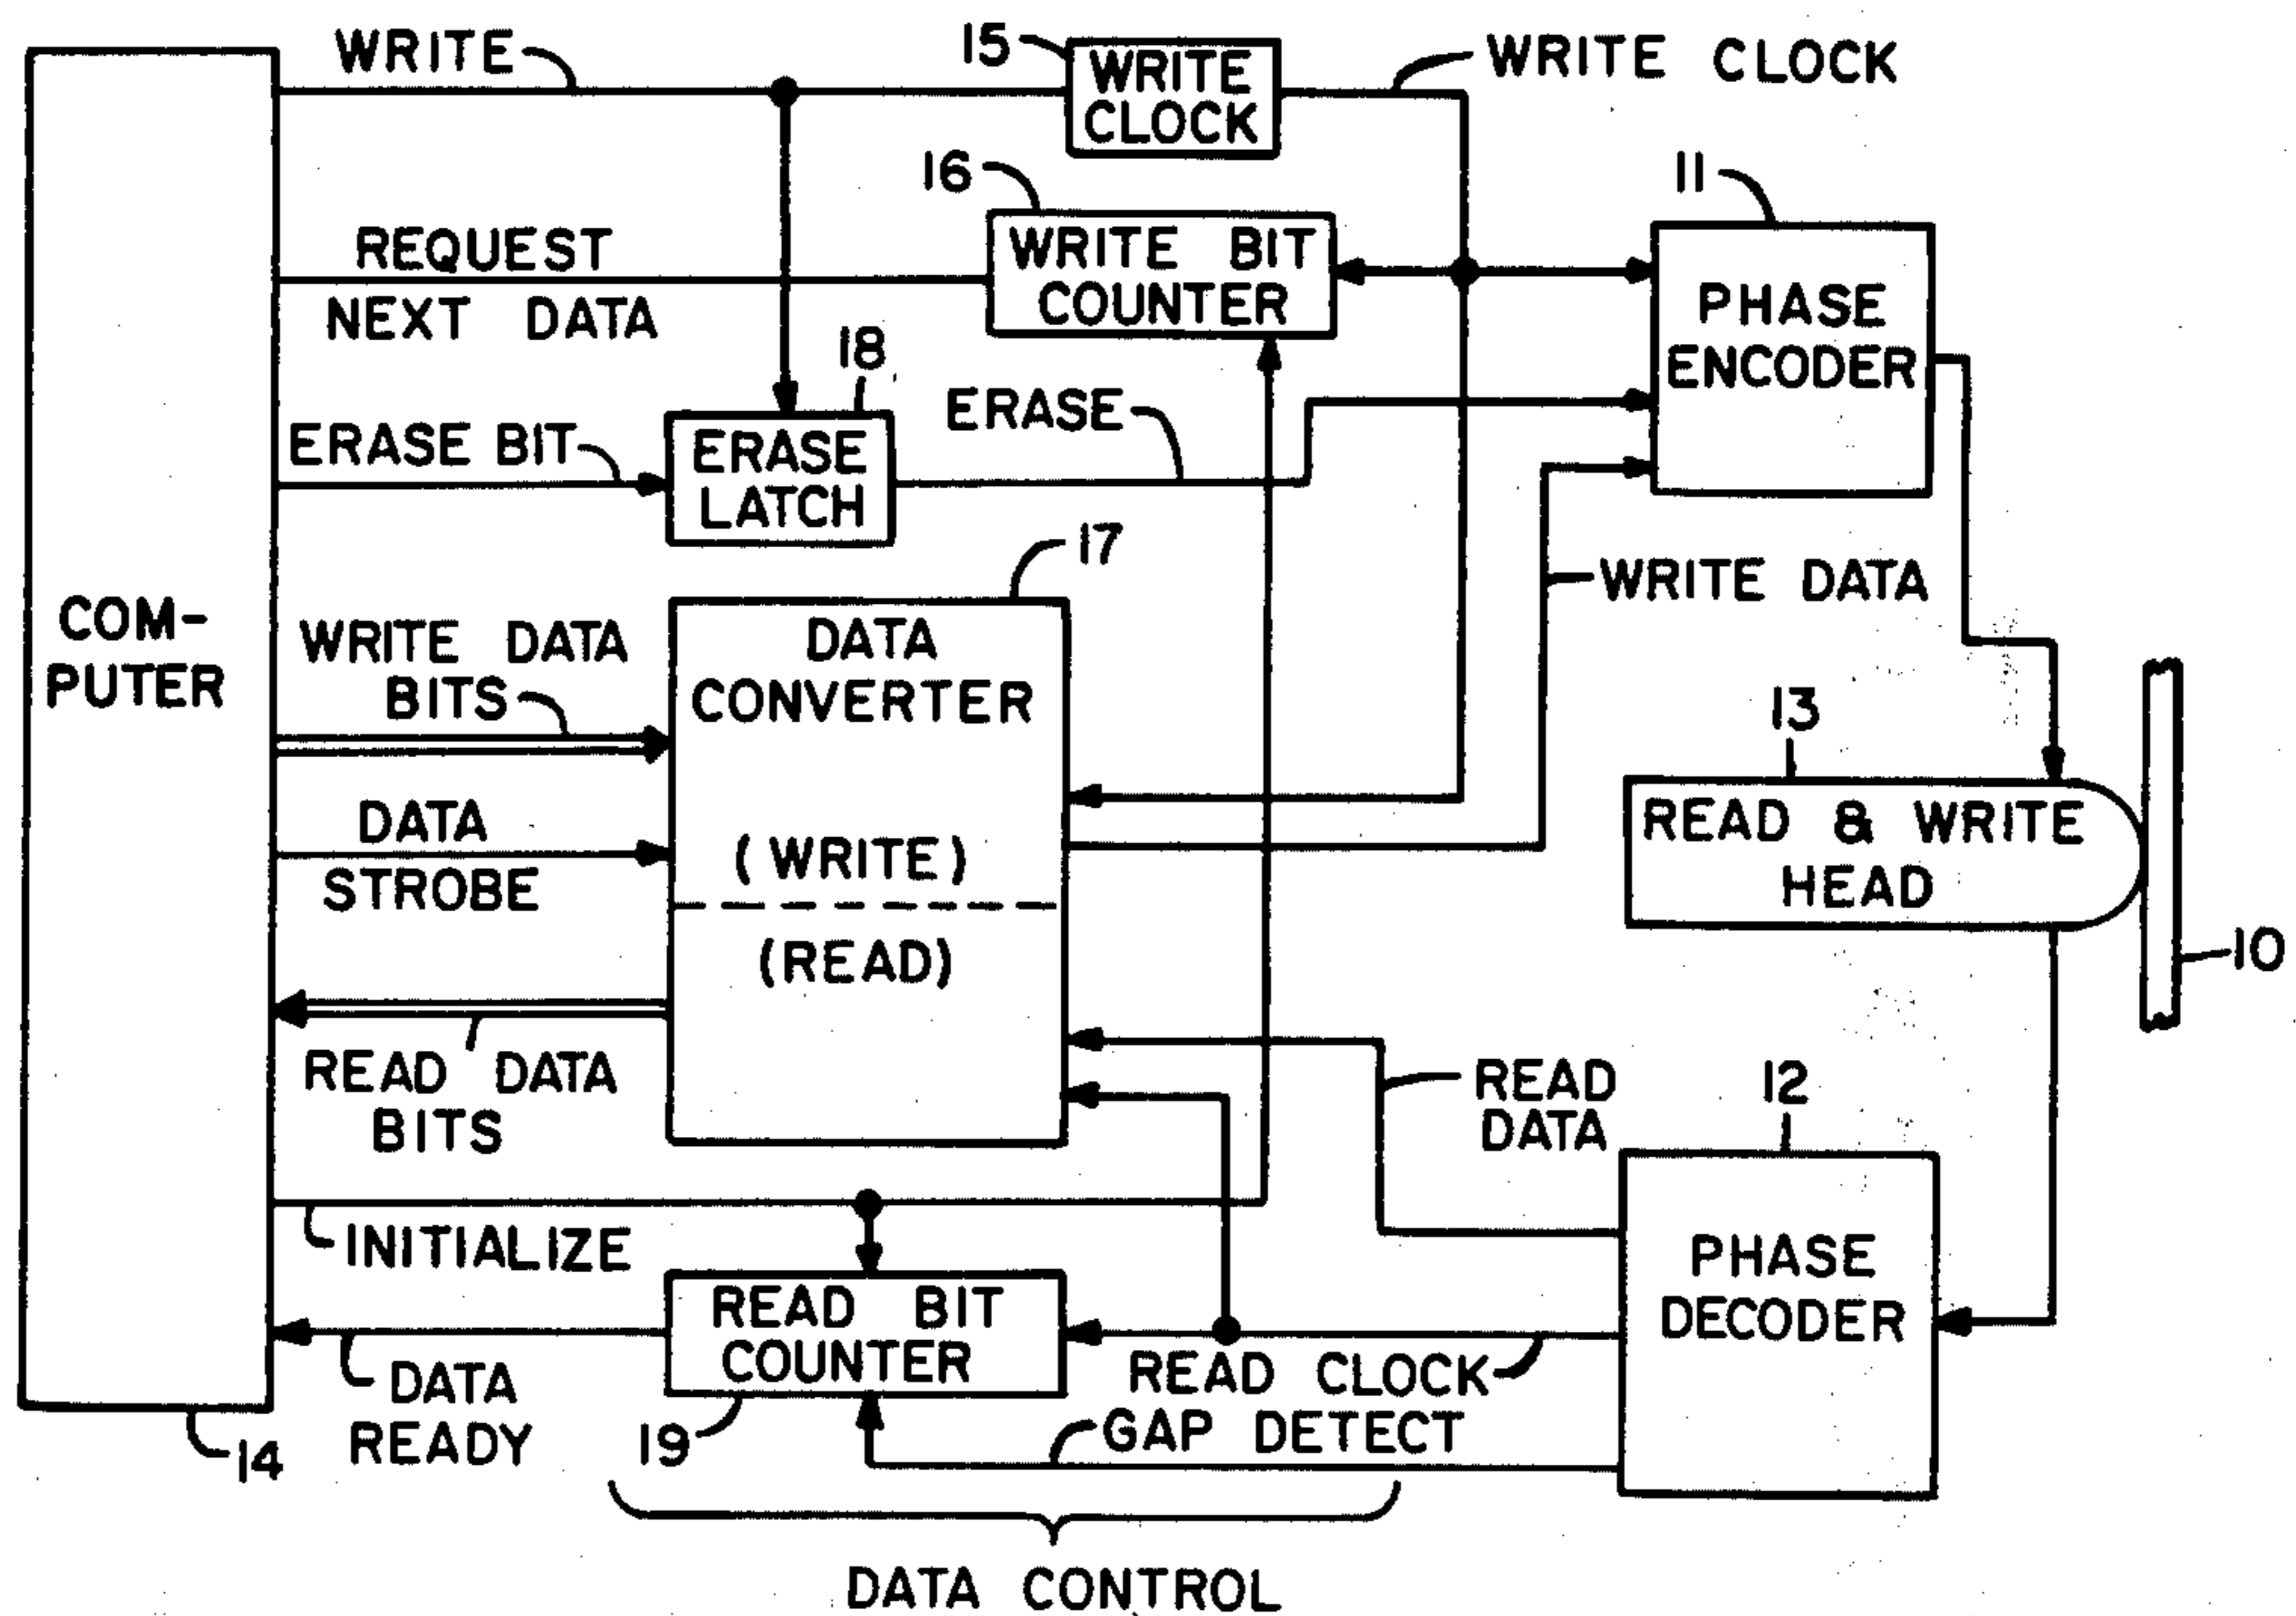 WRITE
15
WRITE
CLOCK
WRITE CLOCK
16
WRITE BIT
COUNTER
11
PHASE
ENCODER
REQUEST
NEXT DATA
18
ERASE BIT
ERASE
LATCH
ERASE
17
WRITE DATA
COM-
PUTER
WRITE DATA
BITS
DATA
CONVERTER
DATA
STROBE
(WRITE)
(READ)
13
READ & WRITE
HEAD
10
READ DATA
BITS
READ
DATA
12
PHASE
DECODER
INITIALIZE
READ BIT
COUNTER
READ CLOCK
DATA
READY
14
19
GAP DETECT
DATA CONTROL